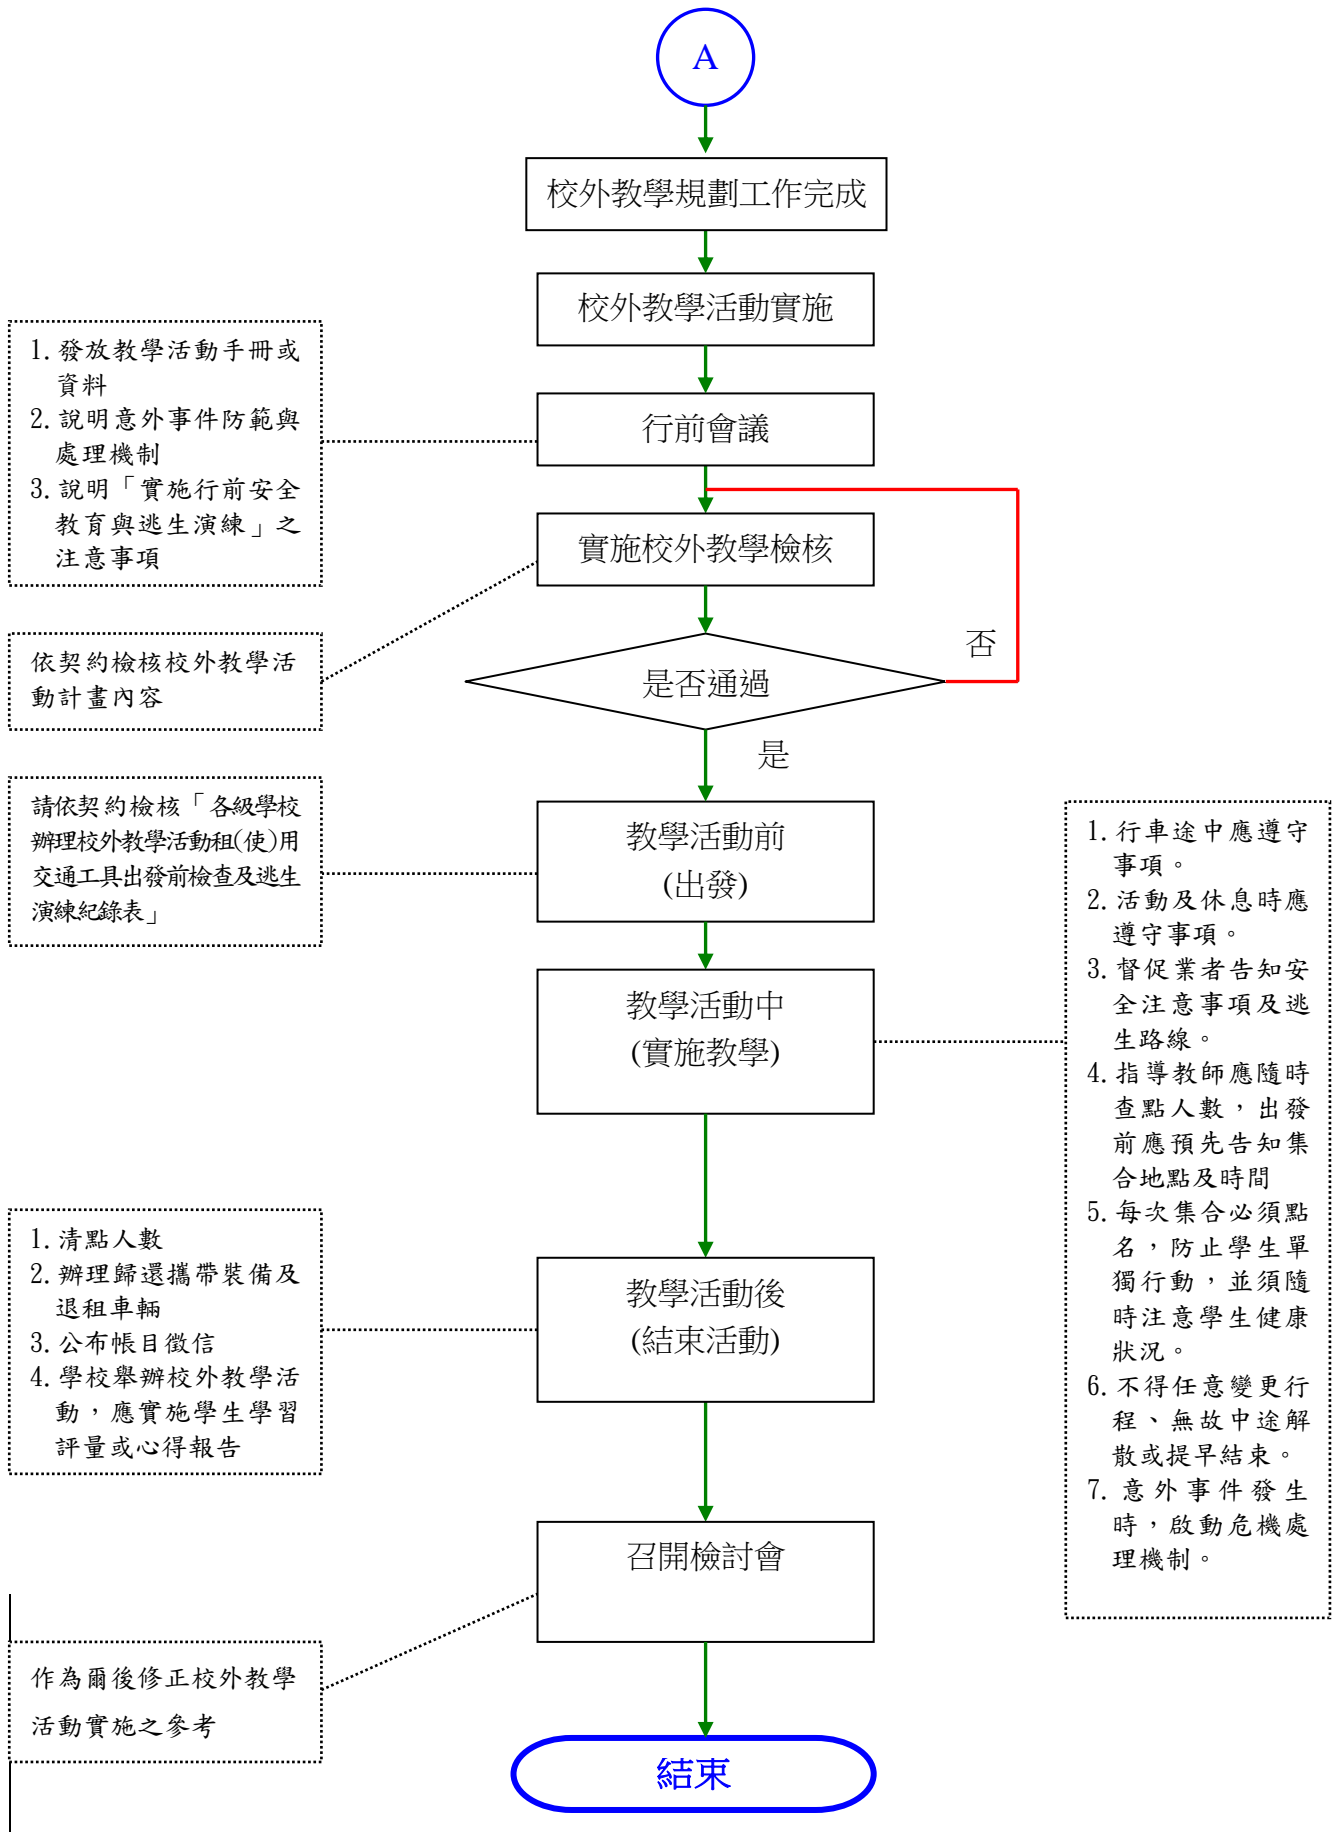 A
校外教學規劃工作完成
校外教學活動實施
1. 發放教學活動手冊或
資料
2. 說明意外事件防範與
處理機制
3. 說明「實施行前安全
教育與逃生演練」之
注意事項
行前會議
實施校外教學檢核
依契約檢核校外教學活
動計畫內容
是否通過
否
是
請依契約檢核「各級學校
辦理校外教學活動租(使)用
交通工具出發前檢查及逃生
演練紀錄表」
教學活動前
(出發)
教學活動中
(實施教學)
1. 行車途中應遵守
事項。
2. 活動及休息時應
遵守事項。
3. 督促業者告知安
全注意事項及逃
生路線。
4. 指導教師應隨時
查點人數，出發
前應預先告知集
合地點及時間
5. 每次集合必須點
名，防止學生單
獨行動，並須隨
時注意學生健康
狀況。
6. 不得任意變更行
程、無故中途解
散或提早結束。
7. 意外事件發生
時，啟動危機處
理機制。
1. 清點人數
2. 辦理歸還攜帶裝備及
退租車輛
3. 公布帳目徵信
4. 學校舉辦校外教學活
動，應實施學生學習
評量或心得報告
教學活動後
(結束活動)
召開檢討會
作為爾後修正校外教學
活動實施之參考
結束